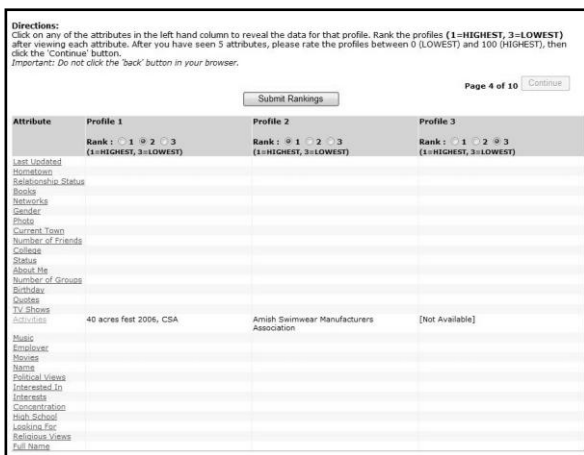 Directions:
Click on any of the attributes in the left hand column to reveal the data for that profile. Rank the profiles (1=HIGHEST, 3=LOWEST)
after viewing each attribute. After you have seen 5 attributes, please rate the profiles between 0 (LOWEST) and 100 (HIGHEST), then
click the 'Continue' button.
Important: Do not click the 'back' button in your browser.
Page 4 of 10 Continue
Submit Rankings
Attribute Profile 1 Profile 2 Profile 3
Rank : 1 2 3 Rank : 1 2 3 Rank : 1 2 3
(1=HIGHEST, 3=LOWEST) (1=HIGHEST, 3=LOWEST) (1=HIGHEST, 3=LOWEST)
Last Updated
Hometown
Relationship Status
Books
Networks
Gender
Photo
Current Town
Number of Friends
College
Status
About Me
Number of Groups
Birthday
Quotes
TV Shows
Activities 40 acres fest 2006, CSA Amish Swimwear Manufacturers [Not Available]
Association
Music
Employer
Movies
Name
Political Views
Interested In
Interests
Concentration
High School
Looking For
Religious Views
Full Name